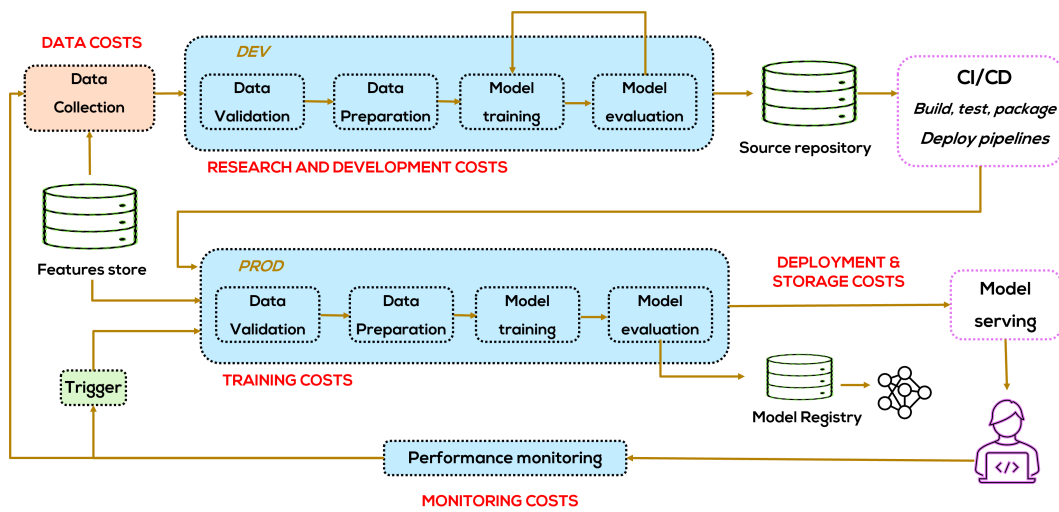 DATA COSTS
Data
Collection
DEV
Data
Validation
Data
Preparation
Model
training
Model
evaluation
RESEARCH AND DEVELOPMENT COSTS
Source repository
CI/CD
Build, test, package
Deploy pipelines
Features store
PROD
Data
Validation
Data
Preparation
Model
training
Model
evaluation
TRAINING COSTS
DEPLOYMENT &
STORAGE COSTS
Model
serving
Trigger
Model Registry
</>
Performance monitoring
MONITORING COSTS